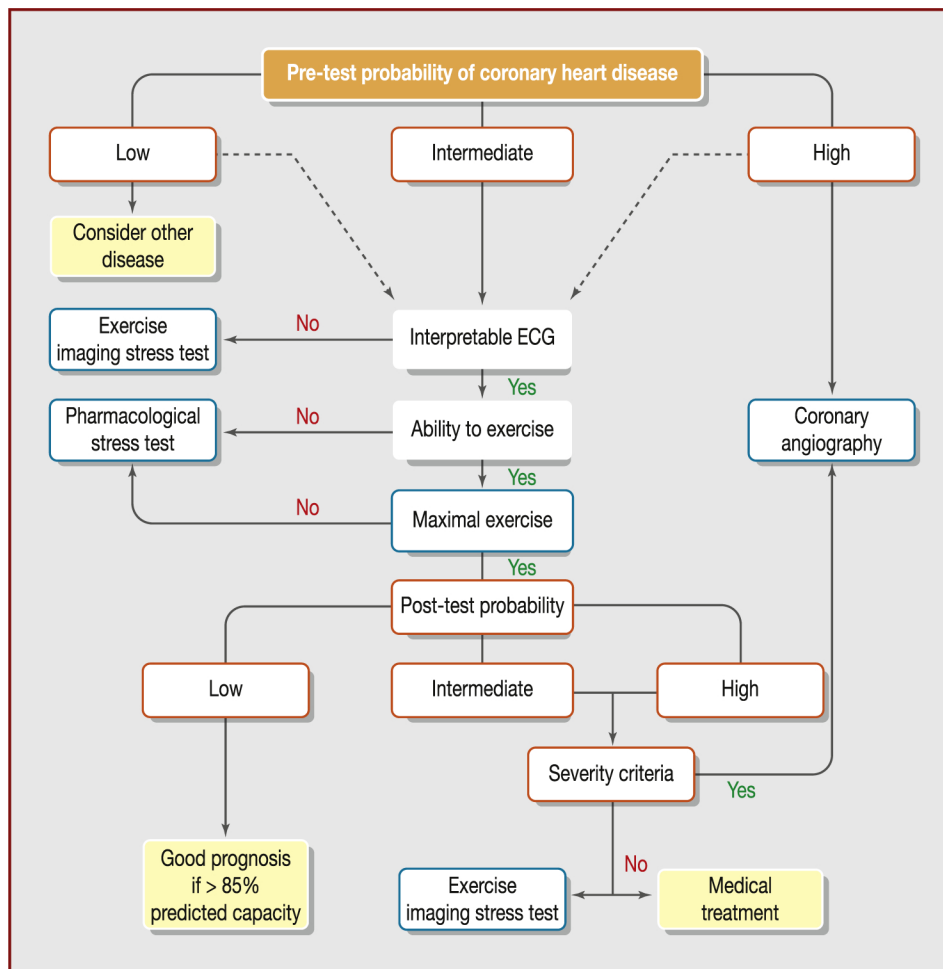 Pre-test probability of coronary heart disease
Low
Intermediate
High
Consider other
disease
Exercise
imaging stress test
No
Interpretable ECG
Yes
Pharmacological
stress test
No
Ability to exercise
Coronary
angiography
Yes
No
Maximal exercise
Yes
Post-test probability
Low
Intermediate
High
Severity criteria
Yes
Good prognosis
if > 85%
predicted capacity
No
Exercise
imaging stress test
Medical
treatment